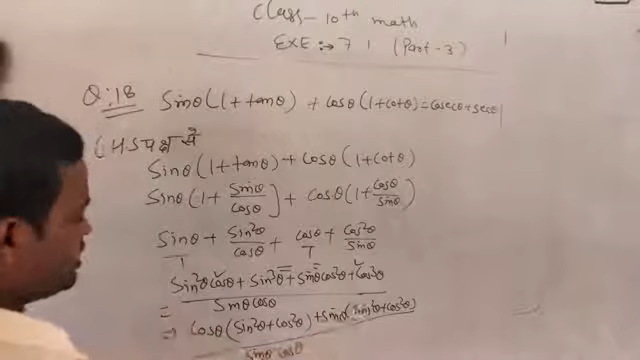 Class - 10th math
EXE :→ 7.1 (Part-3)
Q:18 Sinθ(1+tanθ) + cosθ(1+cotθ)=cosecθ+secθ
LHS पक्ष से
Sinθ(1+tanθ) + cosθ(1+cotθ)
Sinθ(1+ sinθ/cosθ) + cosθ(1+ cosθ/sinθ)
Sinθ/1 + Sin²θ/cosθ + cosθ/1 + cos²θ/sinθ
= Sin²θcosθ + Sin³θ + sinθcos²θ + cos³θ / Sinθcosθ
⇒ cosθ(sin²θ+cos²θ)+sinθ(sin²θ+cos²θ) / sinθ cosθ